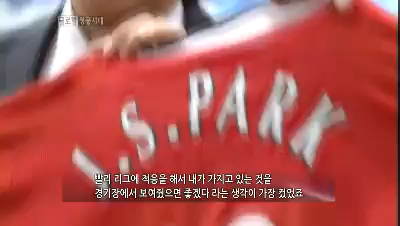 J.S.PARK
빨리 리그에 적응을 해서 내가 가지고 있는 것을
경기장에서 보여줬으면 좋겠다 라는 생각이 가장 컸었죠